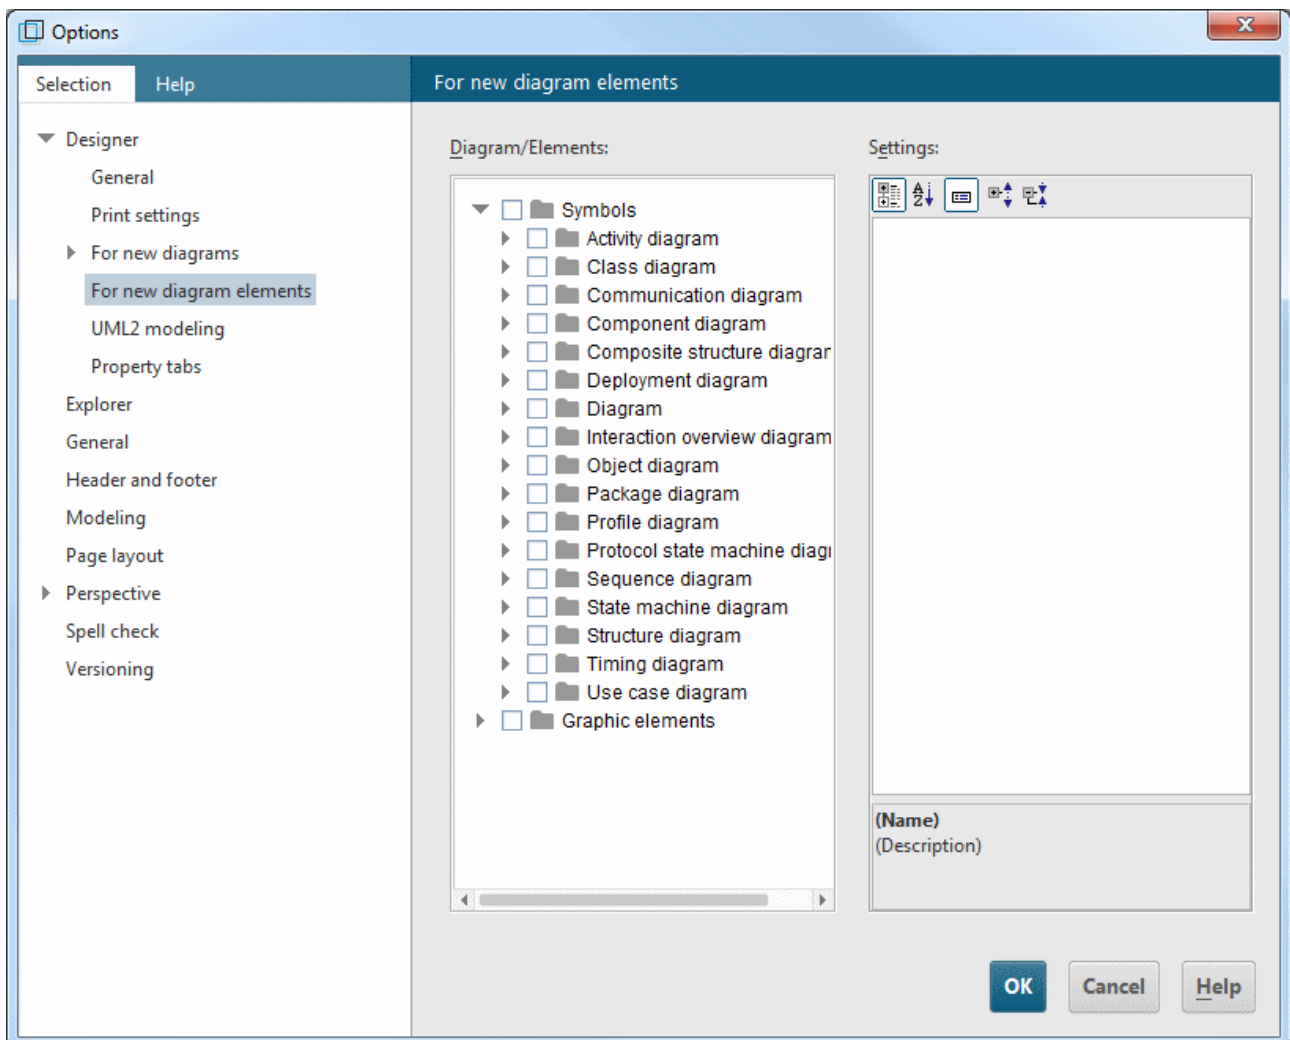 Options
Selection
Help
For new diagram elements
Designer
General
Print settings
For new diagrams
For new diagram elements
UML2 modeling
Property tabs
Explorer
General
Header and footer
Modeling
Page layout
Perspective
Spell check
Versioning
Diagram/Elements:
Symbols
Activity diagram
Class diagram
Communication diagram
Component diagram
Composite structure diagrar
Deployment diagram
Diagram
Interaction overview diagram
Object diagram
Package diagram
Profile diagram
Protocol state machine diagr
Sequence diagram
State machine diagram
Structure diagram
Timing diagram
Use case diagram
Graphic elements
Settings:
(Name)
(Description)
OK
Cancel
Help